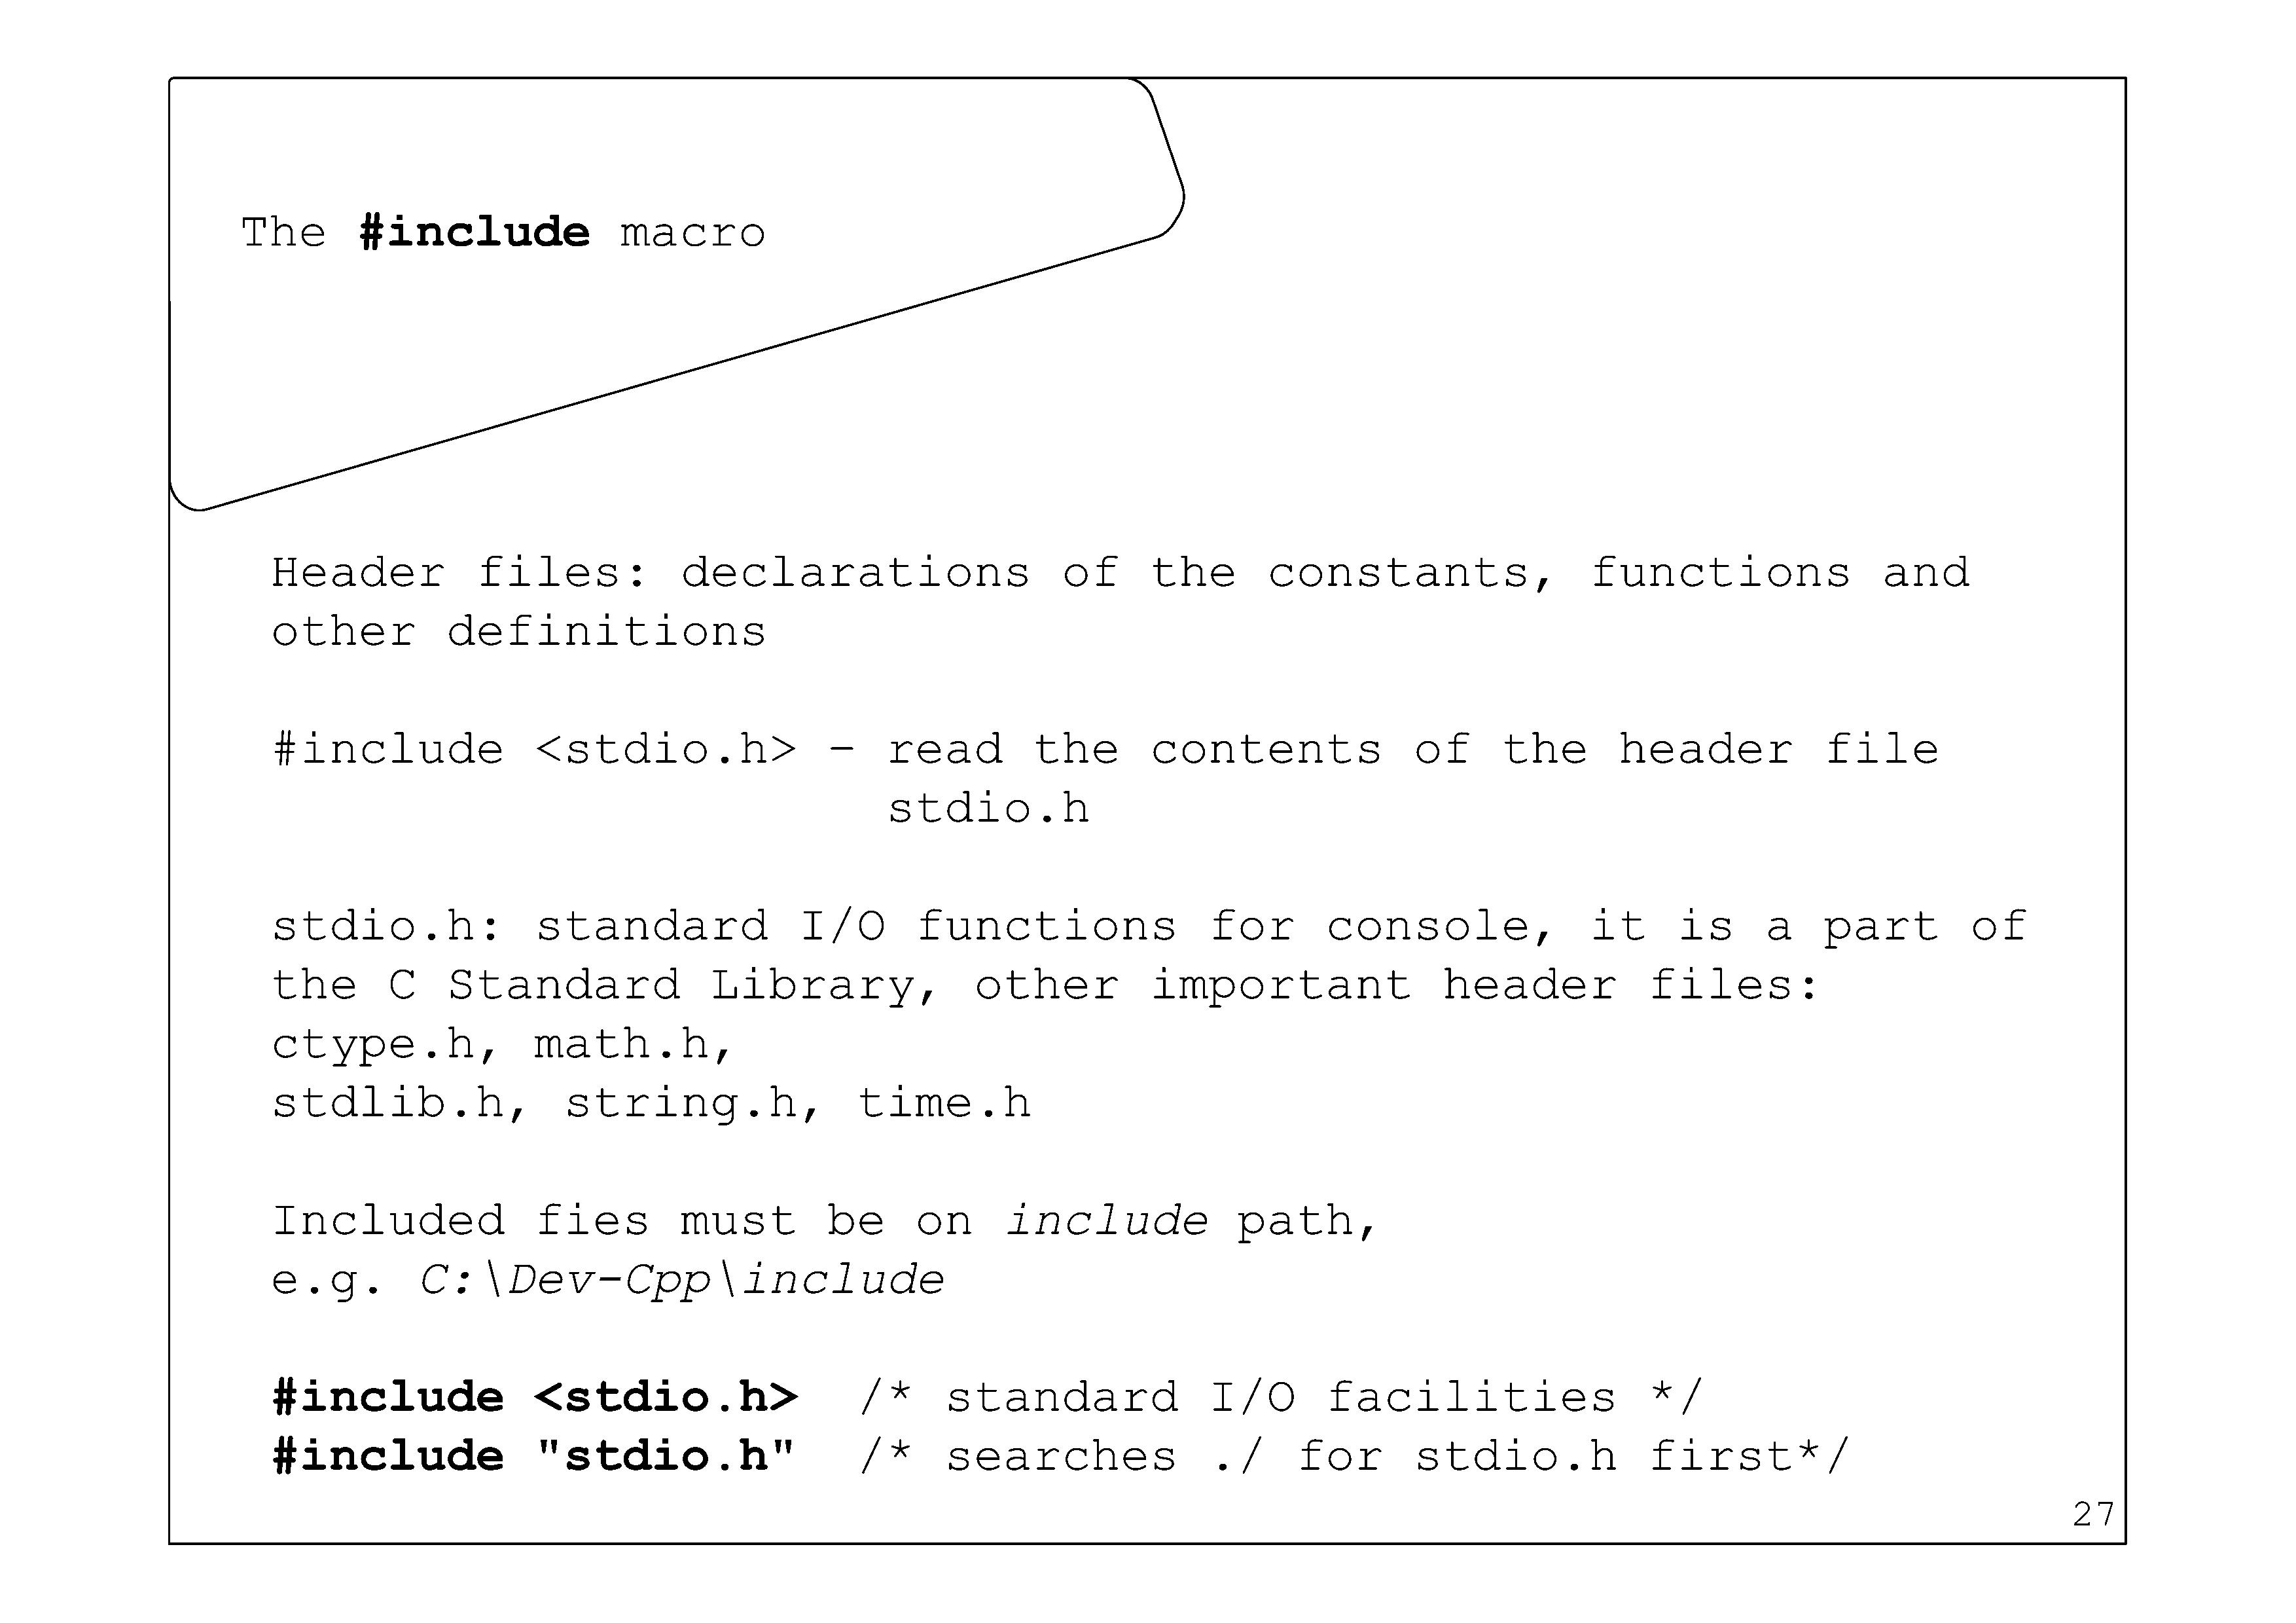 The #include macro
Header files: declarations of the constants, functions and
other definitions
#include <stdio.h> – read the contents of the header file
stdio.h
stdio.h: standard I/O functions for console, it is a part of
the C Standard Library, other important header files:
ctype.h, math.h,
stdlib.h, string.h, time.h
Included fies must be on include path,
e.g. C:\Dev-Cpp\include
#include <stdio.h> /* standard I/O facilities */
#include "stdio.h" /* searches ./ for stdio.h first*/
27